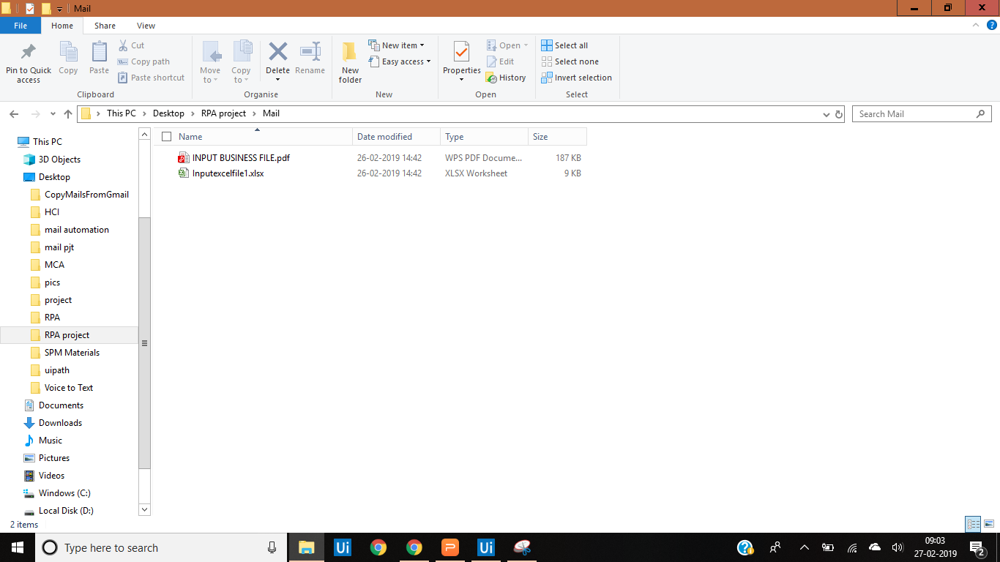 Mail
File Home Share View
Pin to Quick access
Copy
Paste
Cut
Copy path
Paste shortcut
Clipboard
Move to
Copy to
Delete
Rename
Organise
New folder
New item
Easy access
New
Properties
Open
Edit
History
Open
Select all
Select none
Invert selection
Select
This PC > Desktop > RPA project > Mail
Search Mail
This PC
3D Objects
Desktop
CopyMailsFromGmail
HCI
mail automation
mail pjt
MCA
pics
project
RPA
RPA project
SPM Materials
uipath
Voice to Text
Documents
Downloads
Music
Pictures
Videos
Windows (C:)
Local Disk (D:)
Name Date modified Type Size
INPUT BUSINESS FILE.pdf 26-02-2019 14:42 WPS PDF Docume... 187 KB
Inputexcelfile1.xlsx 26-02-2019 14:42 XLSX Worksheet 9 KB
2 items
Type here to search
Ui
Ui
09:03
27-02-2019
2